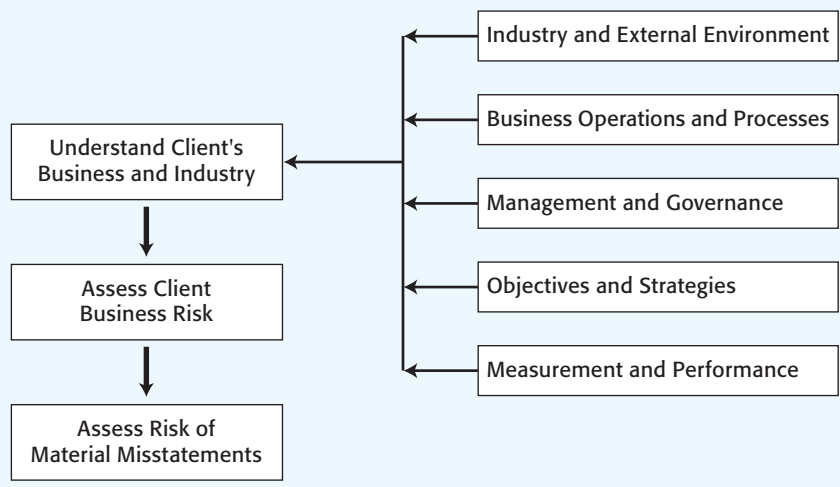 Understand Client's
Business and Industry
Assess Client
Business Risk
Assess Risk of
Material Misstatements
Industry and External Environment
Business Operations and Processes
Management and Governance
Objectives and Strategies
Measurement and Performance